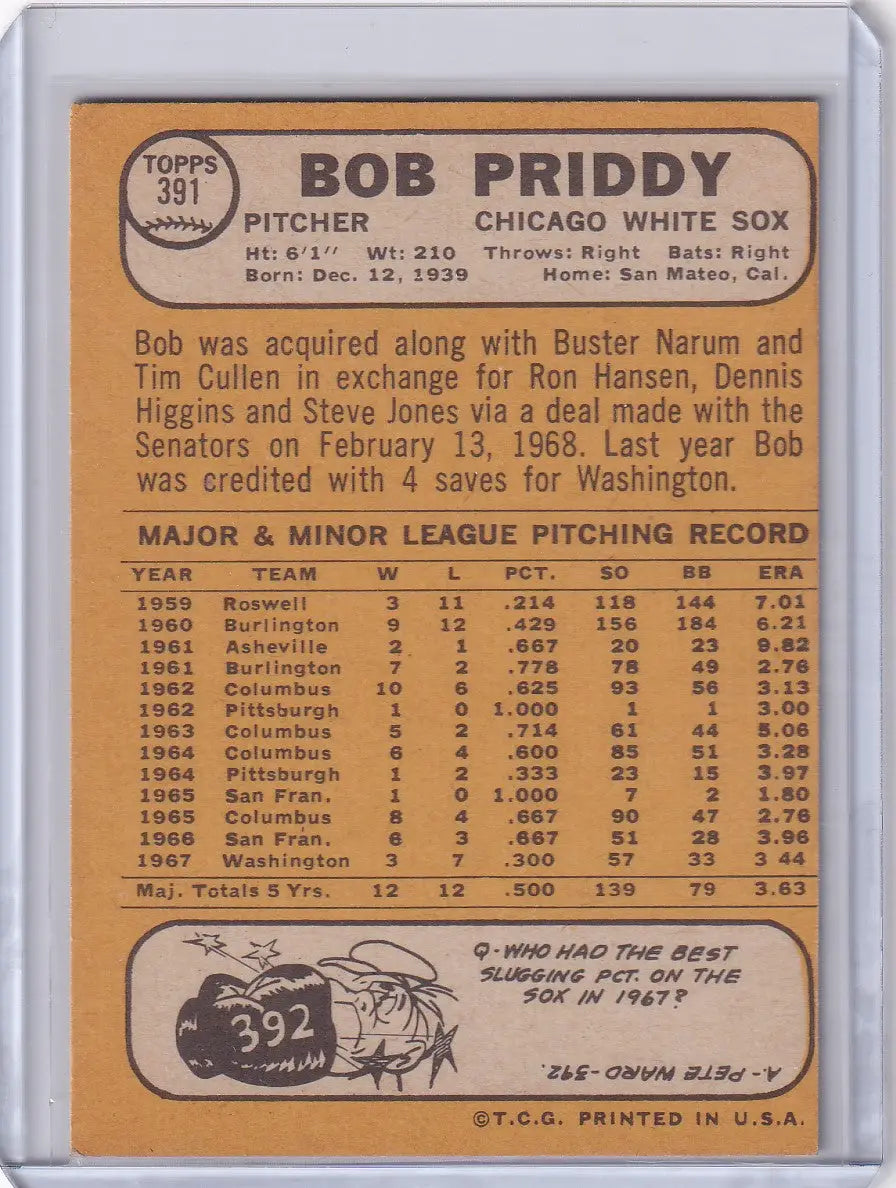 TOPPS
391
BOB PRIDDY
PITCHER CHICAGO WHITE SOX
Ht: 6'1" Wt: 210 Throws: Right Bats: Right
Born: Dec. 12, 1939 Home: San Mateo, Cal.
Bob was acquired along with Buster Narum and
Tim Cullen in exchange for Ron Hansen, Dennis
Higgins and Steve Jones via a deal made with the
Senators on February 13, 1968. Last year Bob
was credited with 4 saves for Washington.
MAJOR & MINOR LEAGUE PITCHING RECORD
YEAR TEAM W L PCT. SO BB ERA
1959 Roswell 3 11 .214 118 144 7.01
1960 Burlington 9 12 .429 156 184 6.21
1961 Asheville 2 1 .667 20 23 9.82
1961 Burlington 7 2 .778 78 49 2.76
1962 Columbus 10 6 .625 93 56 3.13
1962 Pittsburgh 1 0 1.000 1 1 3.00
1963 Columbus 5 2 .714 61 44 5.06
1964 Columbus 6 4 .600 85 51 3.28
1964 Pittsburgh 1 2 .333 23 15 3.97
1965 San Fran. 1 0 1.000 7 2 1.80
1965 Columbus 8 4 .667 90 47 2.76
1966 San Fran. 6 3 .667 51 28 3.96
1967 Washington 3 7 .300 57 33 3 44
Maj. Totals 5 Yrs. 12 12 .500 139 79 3.63
392
Q-WHO HAD THE BEST
SLUGGING PCT. ON THE
SOX IN 1967?
A.- PETE WARD-392.
©T.C.G. PRINTED IN U.S.A.